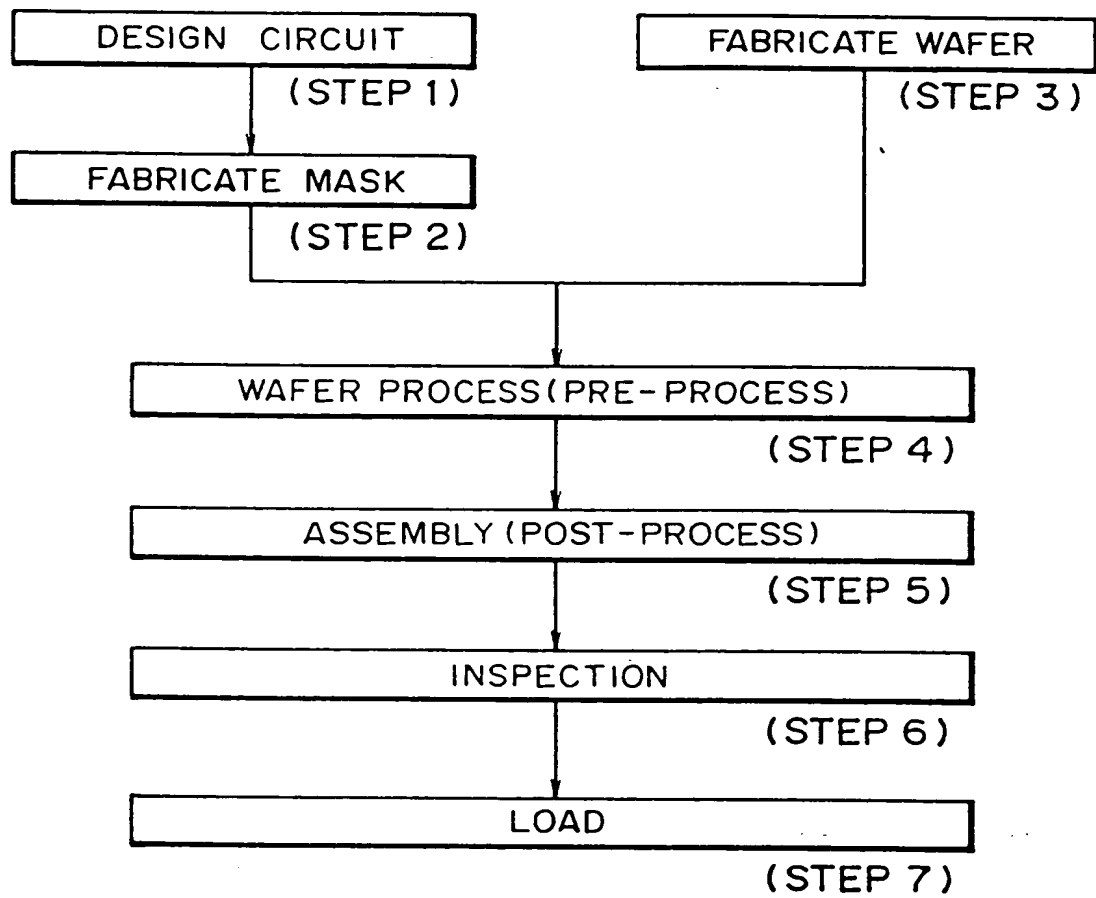 DESIGN CIRCUIT
(STEP 1)
FABRICATE WAFER
(STEP 3)
FABRICATE MASK
(STEP 2)
WAFER PROCESS (PRE-PROCESS)
(STEP 4)
ASSEMBLY (POST-PROCESS)
(STEP 5)
INSPECTION
(STEP 6)
LOAD
(STEP 7)